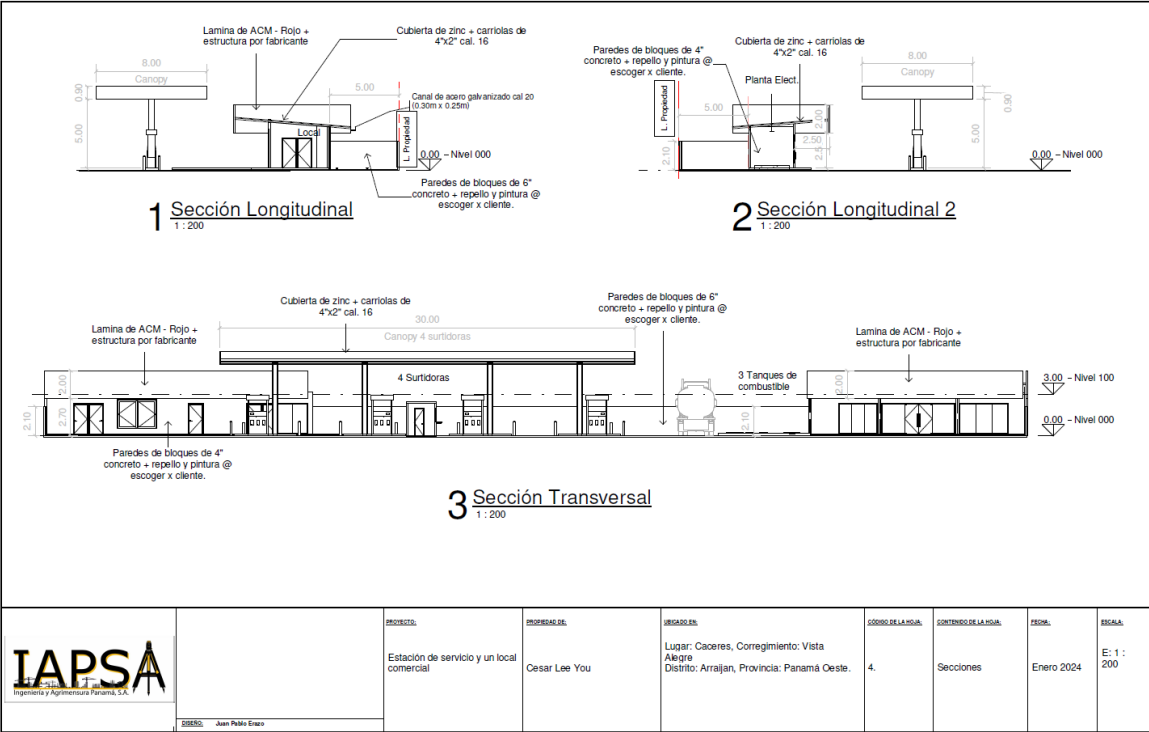 Lamina de ACM - Rojo +
estructura por fabricante
Cubierta de zinc + carriolas de
4"x2" cal. 16
8.00
Canopy
0.90
5.00
5.00
Canal de acero galvanizado cal 20
(0.30m x 0.25m)
Local
L. Propiedad
0.00 - Nivel 000
Paredes de bloques de 6"
concreto + repello y pintura @
escoger x cliente.
1 Sección Longitudinal
1 : 200
Paredes de bloques de 4"
concreto + repello y pintura @
escoger x cliente.
Cubierta de zinc + carriolas de
4"x2" cal. 16
Planta Elect.
L. Propiedad
5.00
2.10
2.00
2.50
2.5
8.00
Canopy
0.90
5.00
0.00 - Nivel 000
2 Sección Longitudinal 2
1 : 200
Lamina de ACM - Rojo +
estructura por fabricante
Cubierta de zinc + carriolas de
4"x2" cal. 16
30.00
Canopy 4 surtidoras
Paredes de bloques de 6"
concreto + repello y pintura @
escoger x cliente.
Lamina de ACM - Rojo +
estructura por fabricante
4 Surtidoras
3 Tanques de
combustible
2.00
2.10
2.70
2.10
2.00
3.00 - Nivel 100
0.00 - Nivel 000
Paredes de bloques de 4"
concreto + repello y pintura @
escoger x cliente.
3 Sección Transversal
1 : 200
IAPSA
Ingeniería y Agrimensura Panamá, S.A.
DISEÑO: Juan Pablo Erazo
PROYECTO:
Estación de servicio y un local
comercial
PROPIEDAD DE:
Cesar Lee You
UBICADO EN:
Lugar: Caceres, Corregimiento: Vista
Alegre
Distrito: Arraijan, Provincia: Panamá Oeste.
CÓDIGO DE LA HOJA:
4.
CONTENIDO DE LA HOJA:
Secciones
FECHA:
Enero 2024
ESCALA:
E: 1 :
200